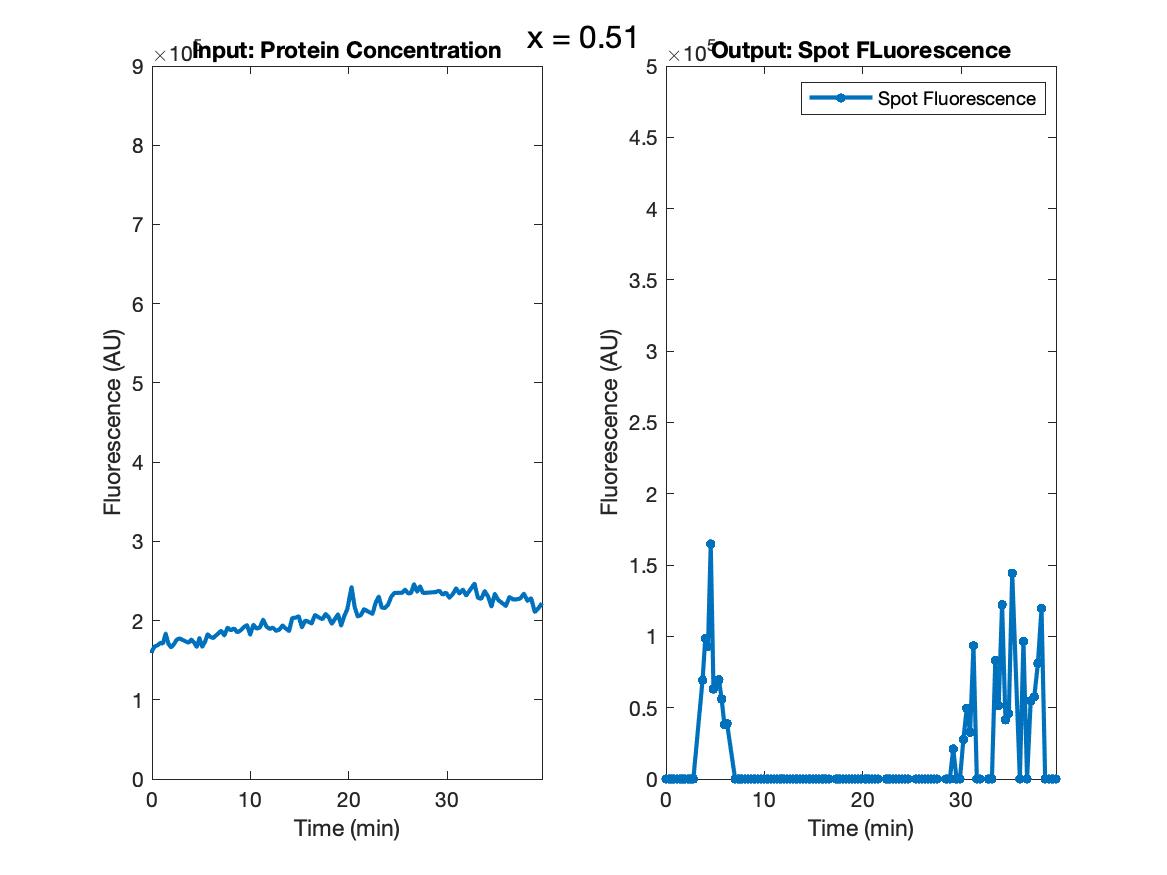 x = 0.51
×10⁵
Input: Protein Concentration
9
8
7
6
5
4
3
2
1
0
Fluorescence (AU)
0 10 20 30
Time (min)
×10⁵
Output: Spot FLuorescence
Spot Fluorescence
5
4.5
4
3.5
3
2.5
2
1.5
1
0.5
0
Fluorescence (AU)
0 10 20 30
Time (min)